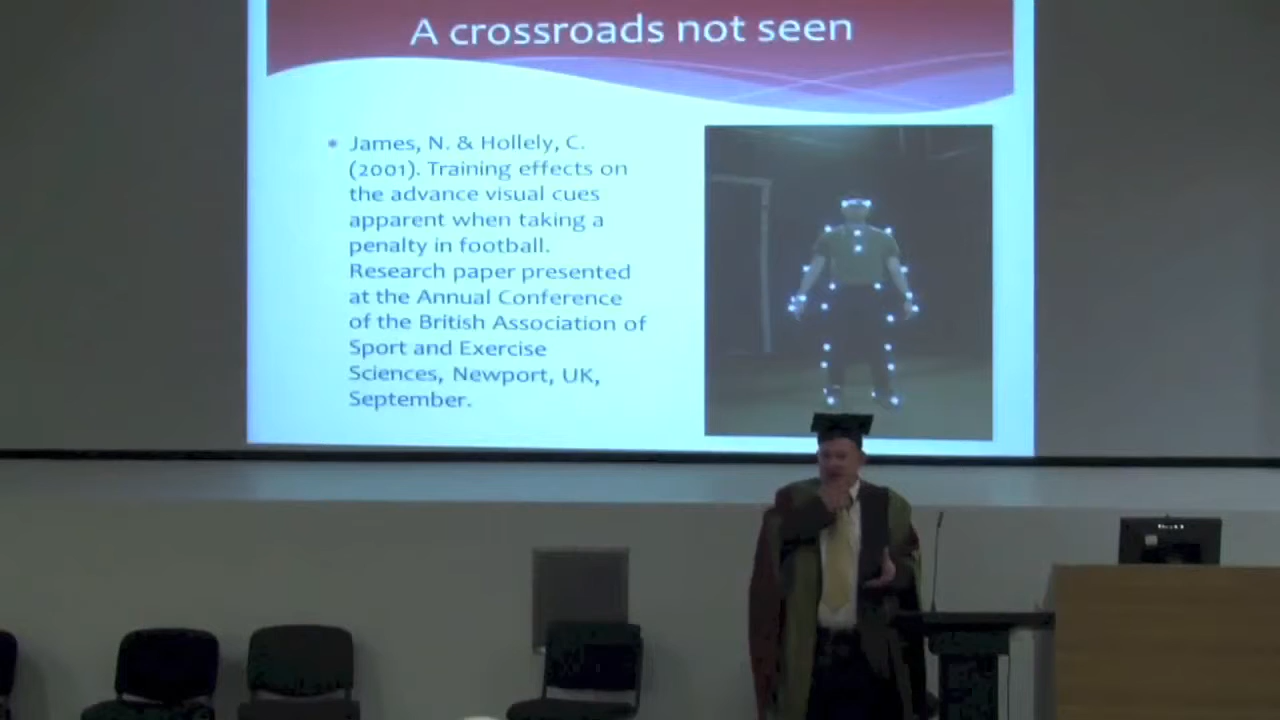 A crossroads not seen
James, N. & Hollely, C.
(2001). Training effects on
the advance visual cues
apparent when taking a
penalty in football.
Research paper presented
at the Annual Conference
of the British Association of
Sport and Exercise
Sciences, Newport, UK,
September.